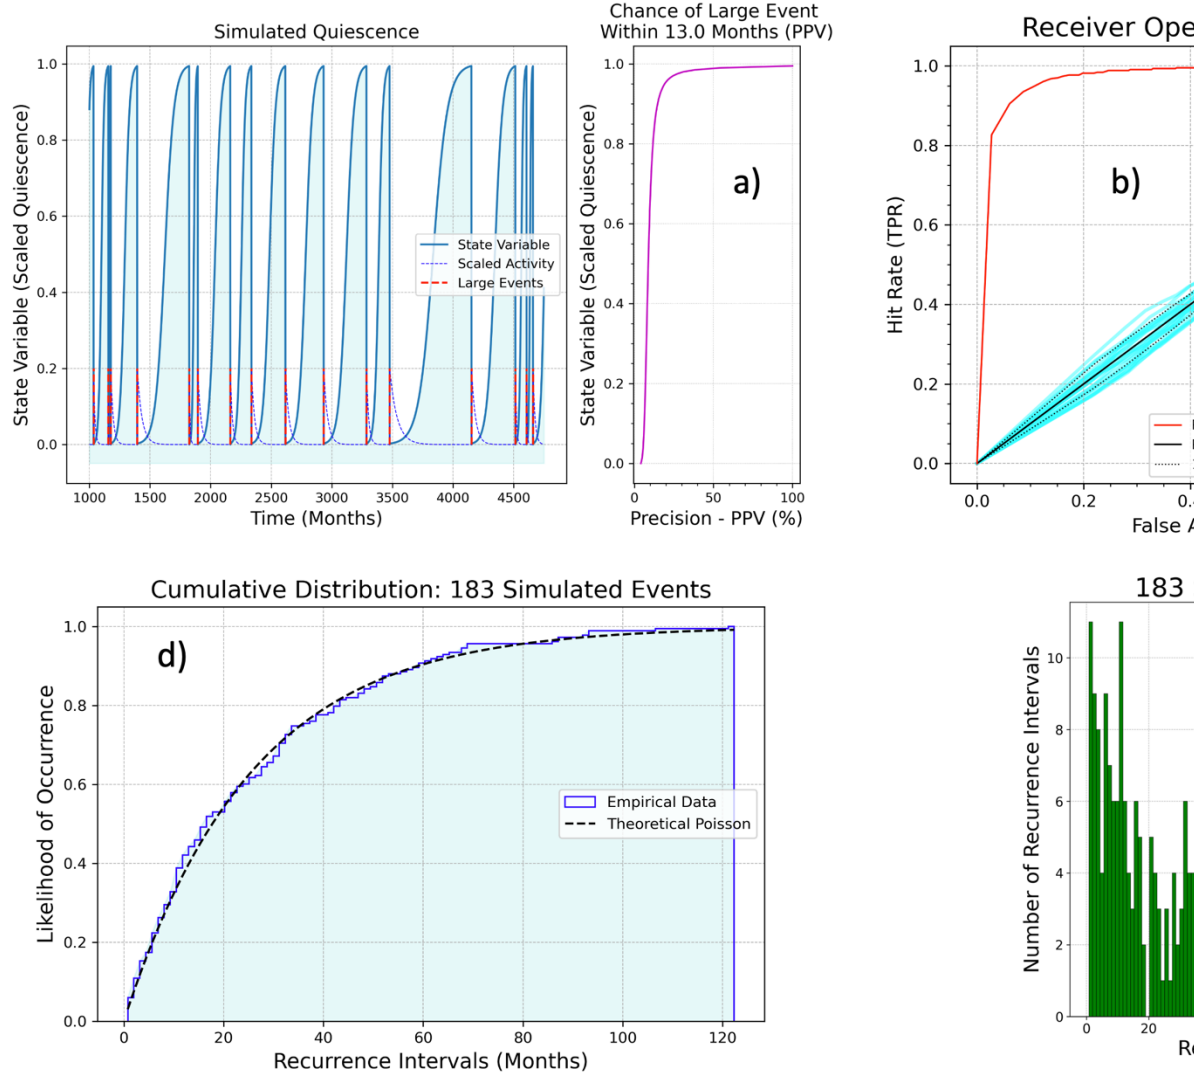 Simulated Quiescence
State Variable (Scaled Quiescence)
1.0
0.8
0.6
0.4
0.2
0.0
State Variable
Scaled Activity
Large Events
1000 1500 2000 2500 3000 3500 4000 4500
Time (Months)
Chance of Large Event
Within 13.0 Months (PPV)
State Variable (Scaled Quiescence)
1.0
0.8
0.6
0.4
0.2
0.0
a)
0 50 100
Precision - PPV (%)
Receiver Ope
Hit Rate (TPR)
1.0
0.8
0.6
0.4
0.2
0.0
b)
0.0 0.2
False A
Cumulative Distribution: 183 Simulated Events
Likelihood of Occurrence
1.0
0.8
0.6
0.4
0.2
0.0
d)
Empirical Data
Theoretical Poisson
0 20 40 60 80 100 120
Recurrence Intervals (Months)
183
Number of Recurrence Intervals
10
8
6
4
2
0
0 20
Re